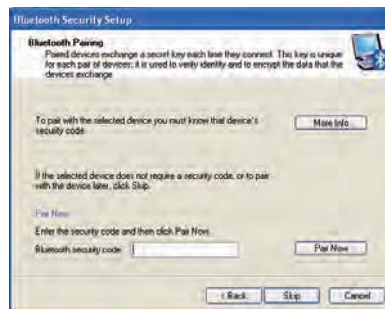 Bluetooth Security Setup
Bluetooth Pairing
Paired devices exchange a secret key each time they connect. This key is unique
for each pair of devices; it is used to verify identity and to encrypt the data that the
devices exchange.
To pair with the selected device you must know that device's
security code.
More Info
If the selected device does not require a security code, or to pair
with the device later, click Skip.
Pair Now
Enter the security code and then click Pair Now.
Bluetooth security code:
Pair Now
< Back
Skip
Cancel